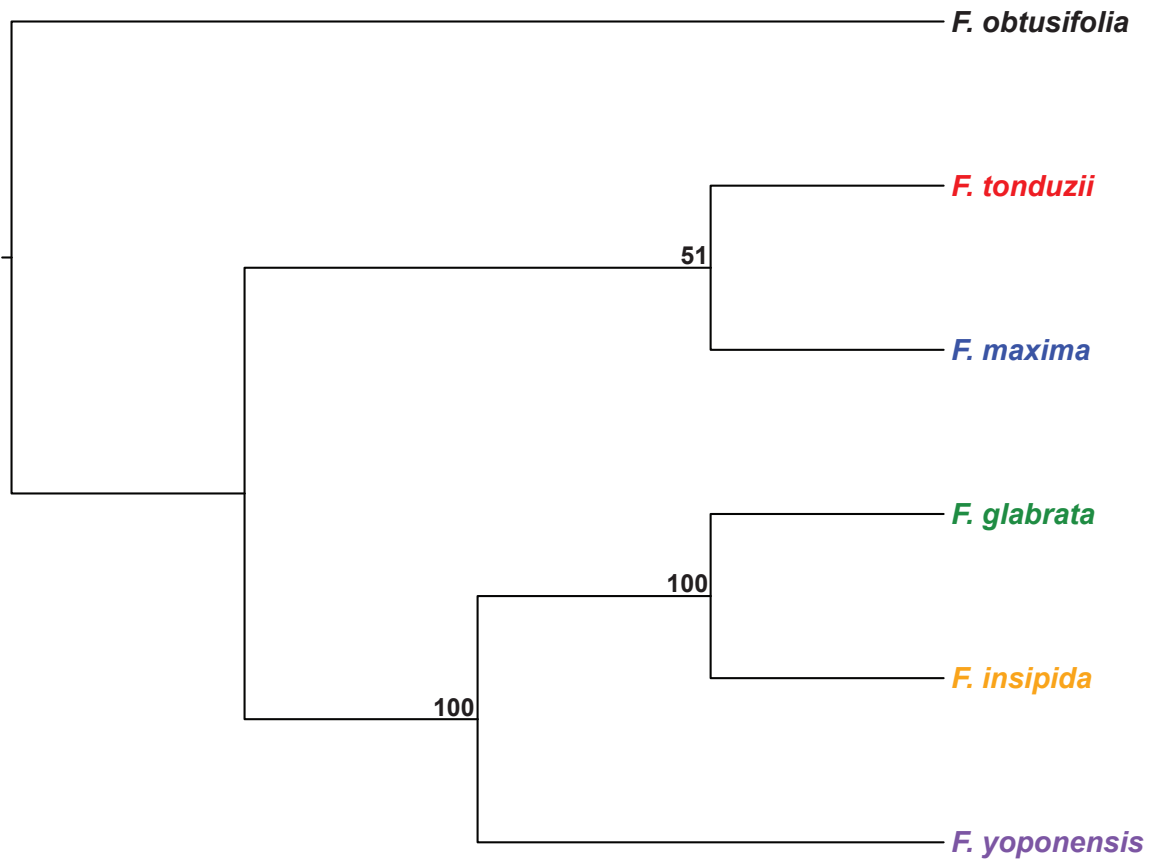 F. obtusifolia
F. tonduzii
51
F. maxima
F. glabrata
100
F. insipida
100
F. yoponensis